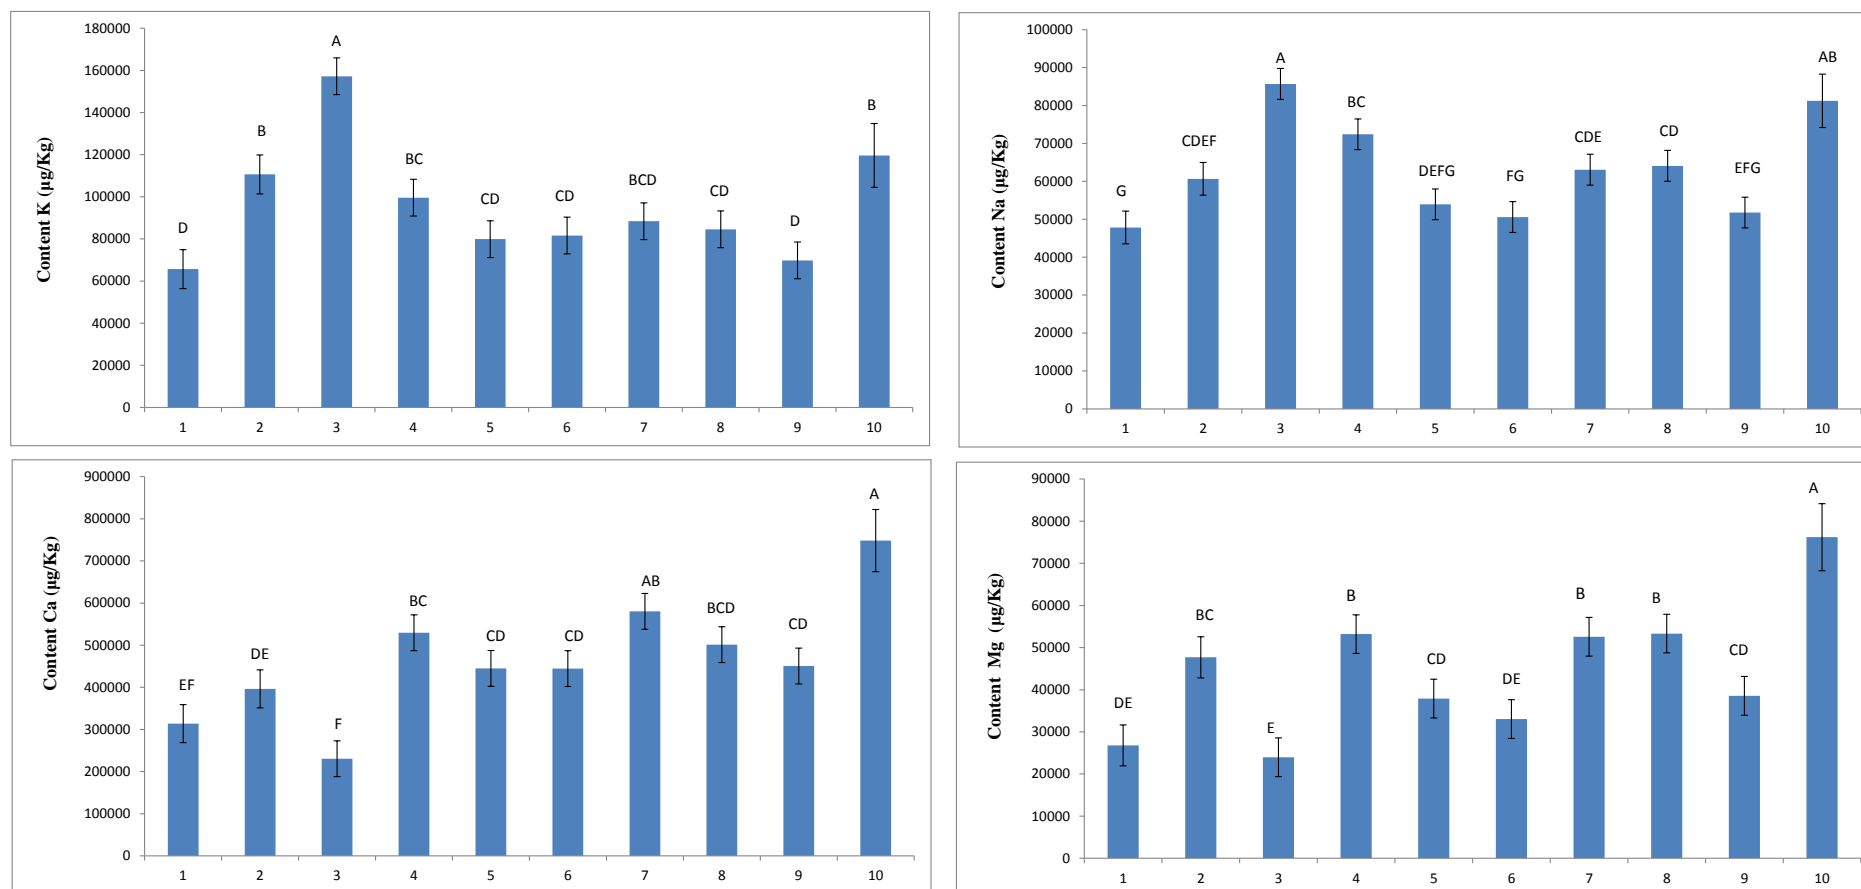 Content K (µg/Kg)
180000
160000
140000
120000
100000
80000
60000
40000
20000
0
D
B
A
BC
CD
CD
BCD
CD
D
B
1 2 3 4 5 6 7 8 9 10
Content Na (µg/Kg)
100000
90000
80000
70000
60000
50000
40000
30000
20000
10000
0
G
CDEF
A
BC
DEFG
FG
CDE
CD
EFG
AB
1 2 3 4 5 6 7 8 9 10
Content Ca (µg/Kg)
900000
800000
700000
600000
500000
400000
300000
200000
100000
0
EF
DE
F
BC
CD
CD
AB
BCD
CD
A
1 2 3 4 5 6 7 8 9 10
Content Mg (µg/Kg)
90000
80000
70000
60000
50000
40000
30000
20000
10000
0
DE
BC
E
B
CD
DE
B
B
CD
A
1 2 3 4 5 6 7 8 9 10